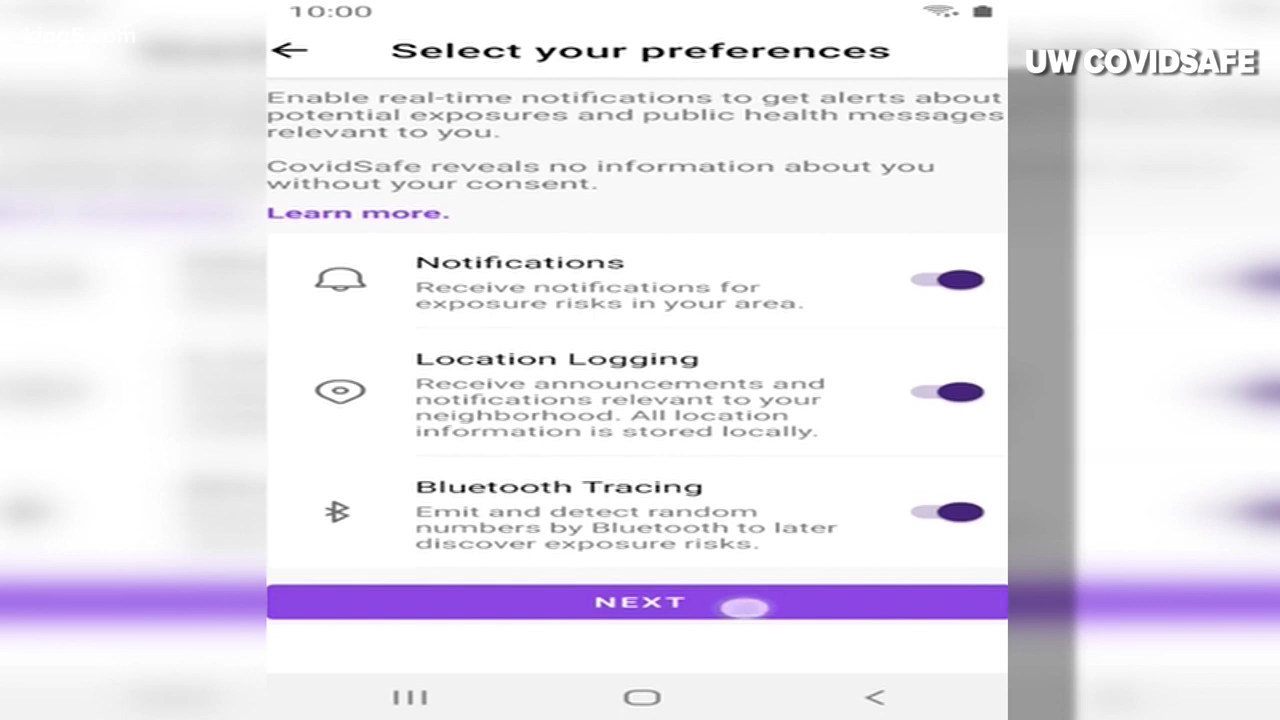 10:00
king5.com
UW COVIDSAFE
Select your preferences
Enable real-time notifications to get alerts about
potential exposures and public health messages
relevant to you.
CovidSafe reveals no information about you
without your consent.
Learn more.
Notifications
Receive notifications for
exposure risks in your area.
Location Logging
Receive announcements and
notifications relevant to your
neighborhood. All location
information is stored locally.
Bluetooth Tracing
Emit and detect random
numbers by Bluetooth to later
discover exposure risks.
NEXT